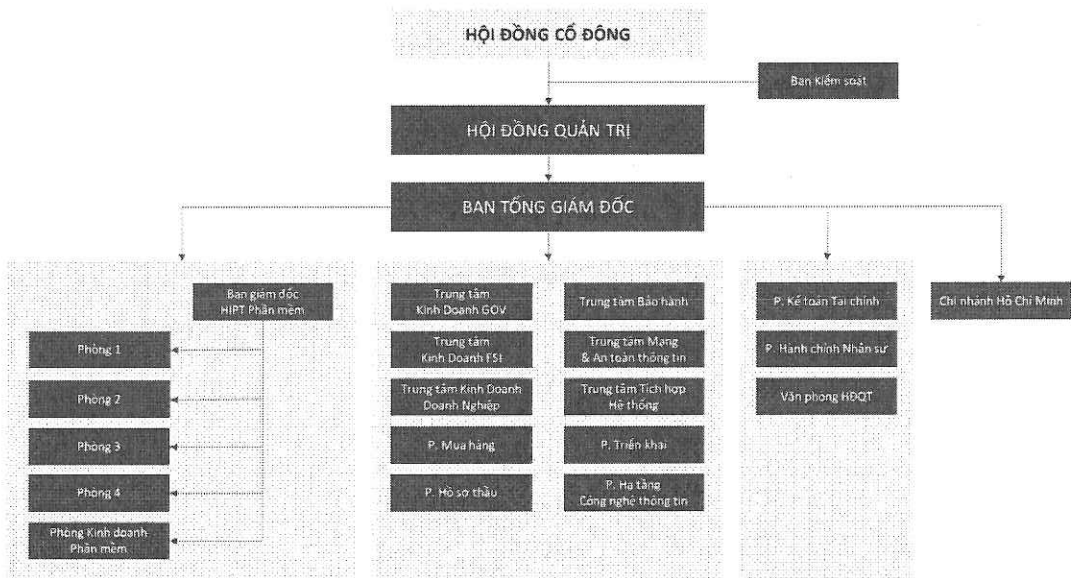 HỘI ĐỒNG CỔ ĐÔNG
Ban Kiểm soát
HỘI ĐỒNG QUẢN TRỊ
BAN TỔNG GIÁM ĐỐC
Ban giám đốc
HIPT Phần mềm
Phòng 1
Phòng 2
Phòng 3
Phòng 4
Phòng Kinh doanh
Phần mềm
Trung tâm
Kinh Doanh GOV
Trung tâm
Kinh Doanh FSI
Trung tâm Kinh Doanh
Doanh Nghiệp
P. Mua hàng
P. Hồ sơ thầu
Trung tâm Bảo hành
Trung tâm Mạng
& An toàn thông tin
Trung tâm Tích hợp
Hệ thống
P. Triển khai
P. Hạ tầng
Công nghệ thông tin
P. Kế toán Tài chính
P. Hành chính Nhân sự
Văn phòng HĐQT
Chi nhánh Hồ Chí Minh